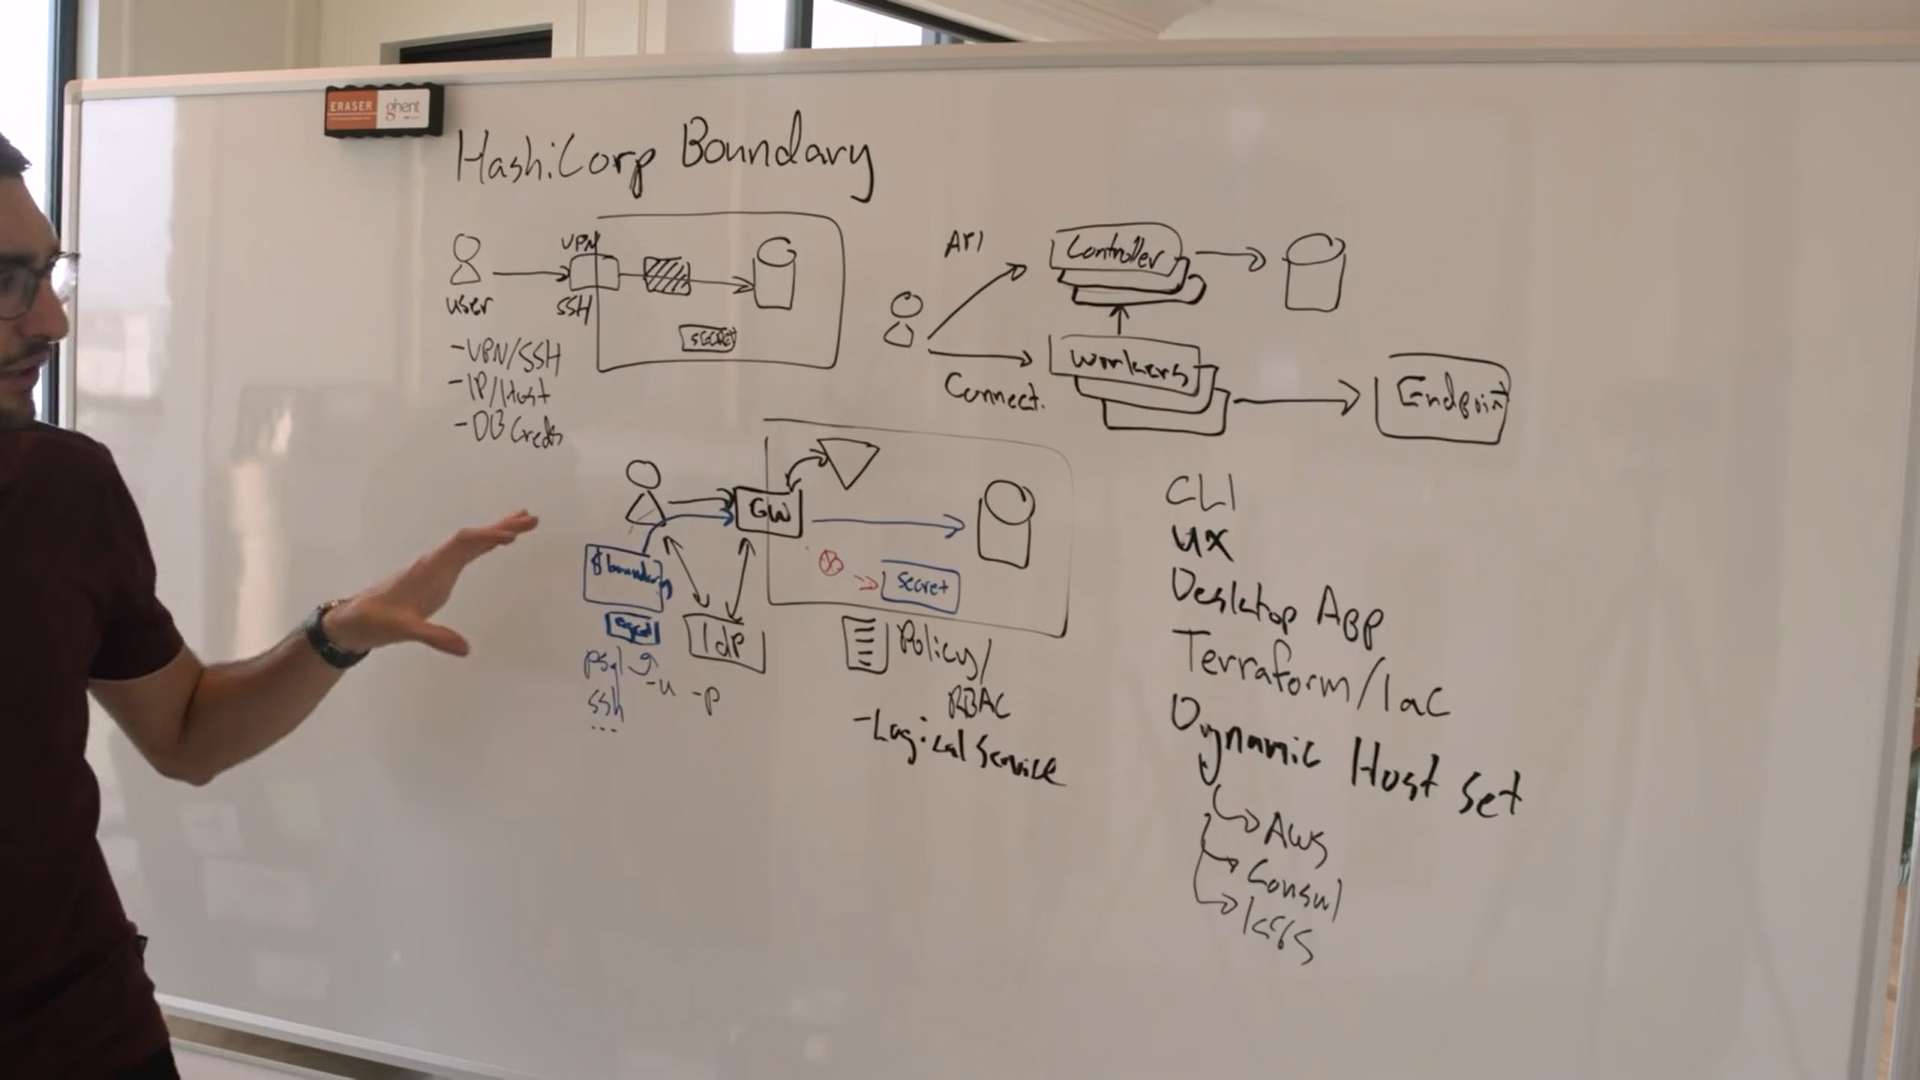 ERASER
ghent
HashiCorp Boundary
user
VPN
SSH
SECRET
-VPN/SSH
-IP/Host
-DB Creds
API
Controller
Workers
Connect.
Endpoint
GW
Secret
$ boundary
IdP
psql
-u -p
ssh
...
Policy/
RBAC
-Logical Service
CLI
UX
Desktop App
Terraform/IaC
Dynamic Host Set
AWS
Consul
K8S